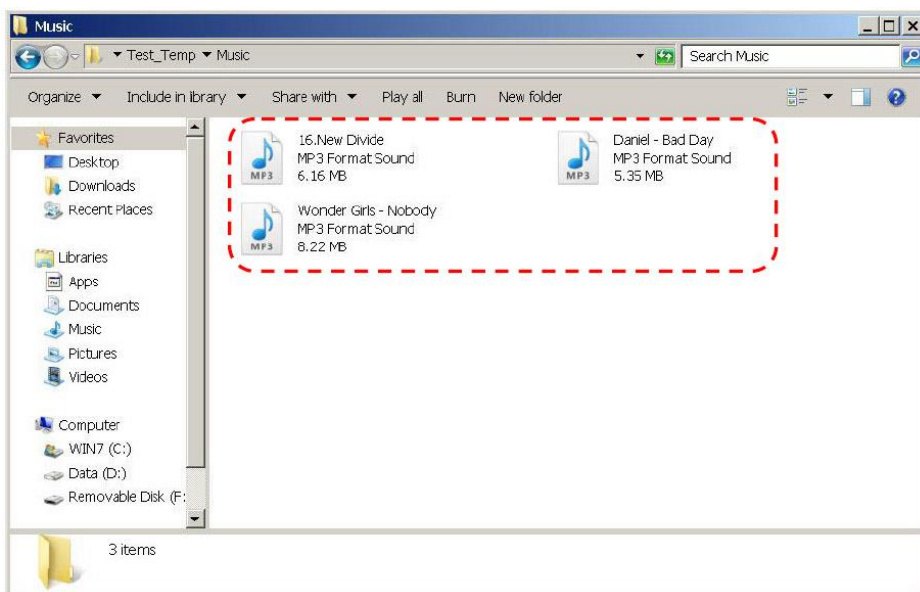 Music
Test_Temp Music
Search Music
Organize Include in library Share with Play all Burn New folder
Favorites
Desktop
Downloads
Recent Places
Libraries
Apps
Documents
Music
Pictures
Videos
Computer
WIN7 (C:)
Data (D:)
Removable Disk (F:
16.New Divide
MP3 Format Sound
6.16 MB
MP3
Daniel - Bad Day
MP3 Format Sound
5.35 MB
MP3
Wonder Girls - Nobody
MP3 Format Sound
8.22 MB
MP3
3 items